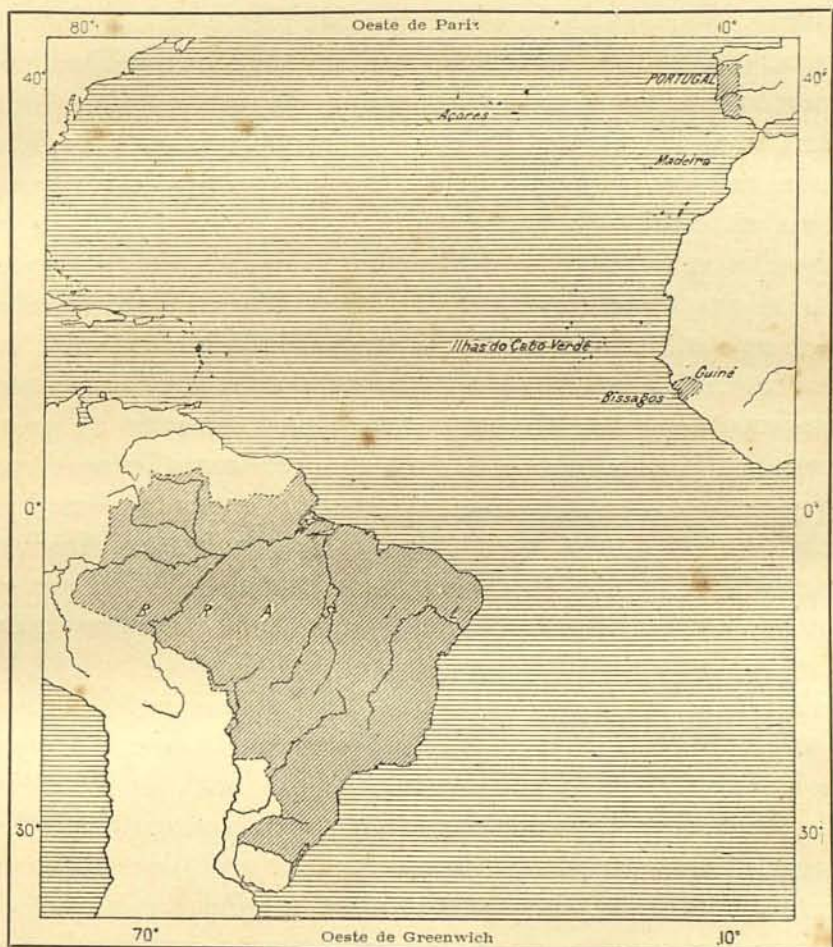 80° Oeste de Paris 10°
40° 40°
PORTUGAL
Açores
Madeira
Ilhas do Cabo Verde
Guiné
Bissagos
0° 0°
B R A S I L
30° 30°
70° Oeste de Greenwich 10°